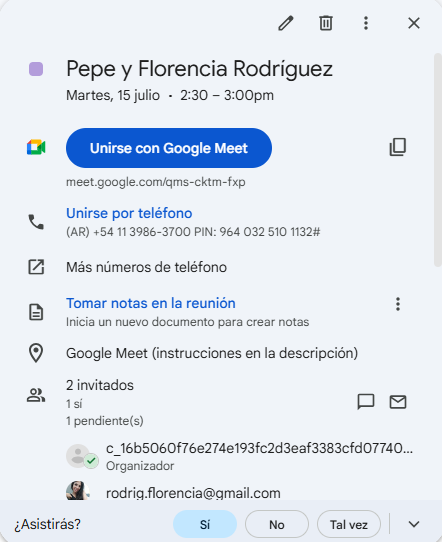 Pepe y Florencia Rodríguez
Martes, 15 julio • 2:30 – 3:00pm
Unirse con Google Meet
meet.google.com/qms-cktm-fxp
Unirse por teléfono
(AR) +54 11 3986-3700 PIN: 964 032 510 1132#
Más números de teléfono
Tomar notas en la reunión
Inicia un nuevo documento para crear notas
Google Meet (instrucciones en la descripción)
2 invitados
1 sí
1 pendiente(s)
c_16b5060f76e274e193fc2d3eaf3383cfd07740...
Organizador
rodrig.florencia@gmail.com
¿Asistirás?
Sí
No
Tal vez